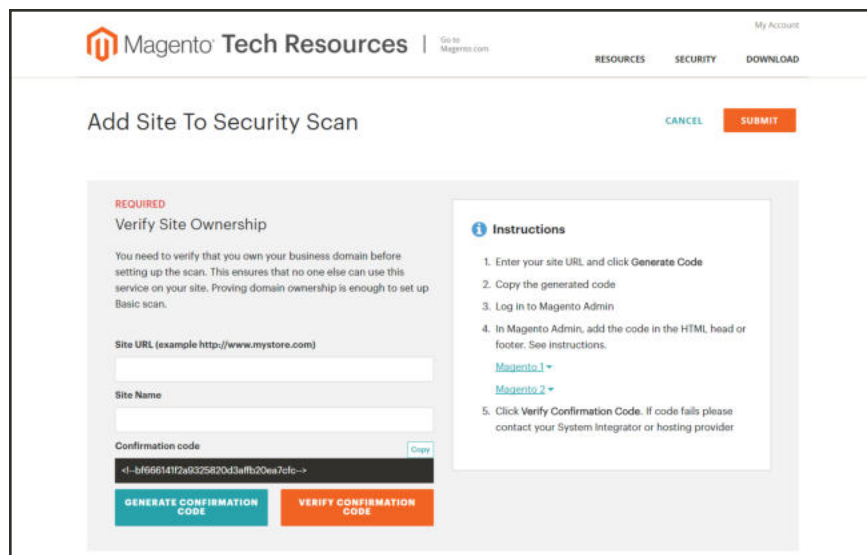 My Account
Magento Tech Resources | Go to
Magento.com
RESOURCES SECURITY DOWNLOAD
Add Site To Security Scan
CANCEL SUBMIT
REQUIRED
Verify Site Ownership
You need to verify that you own your business domain before
setting up the scan. This ensures that no one else can use this
service on your site. Proving domain ownership is enough to set up
Basic scan.
Site URL (example http://www.mystore.com)
Site Name
Confirmation code
Copy
<!--bf666141f2a9325820d3affb20ea7cfc-->
GENERATE CONFIRMATION
CODE
VERIFY CONFIRMATION
CODE
Instructions
1. Enter your site URL and click Generate Code
2. Copy the generated code
3. Log in to Magento Admin
4. In Magento Admin, add the code in the HTML head or
footer. See instructions.
Magento 1
Magento 2
5. Click Verify Confirmation Code. If code fails please
contact your System Integrator or hosting provider